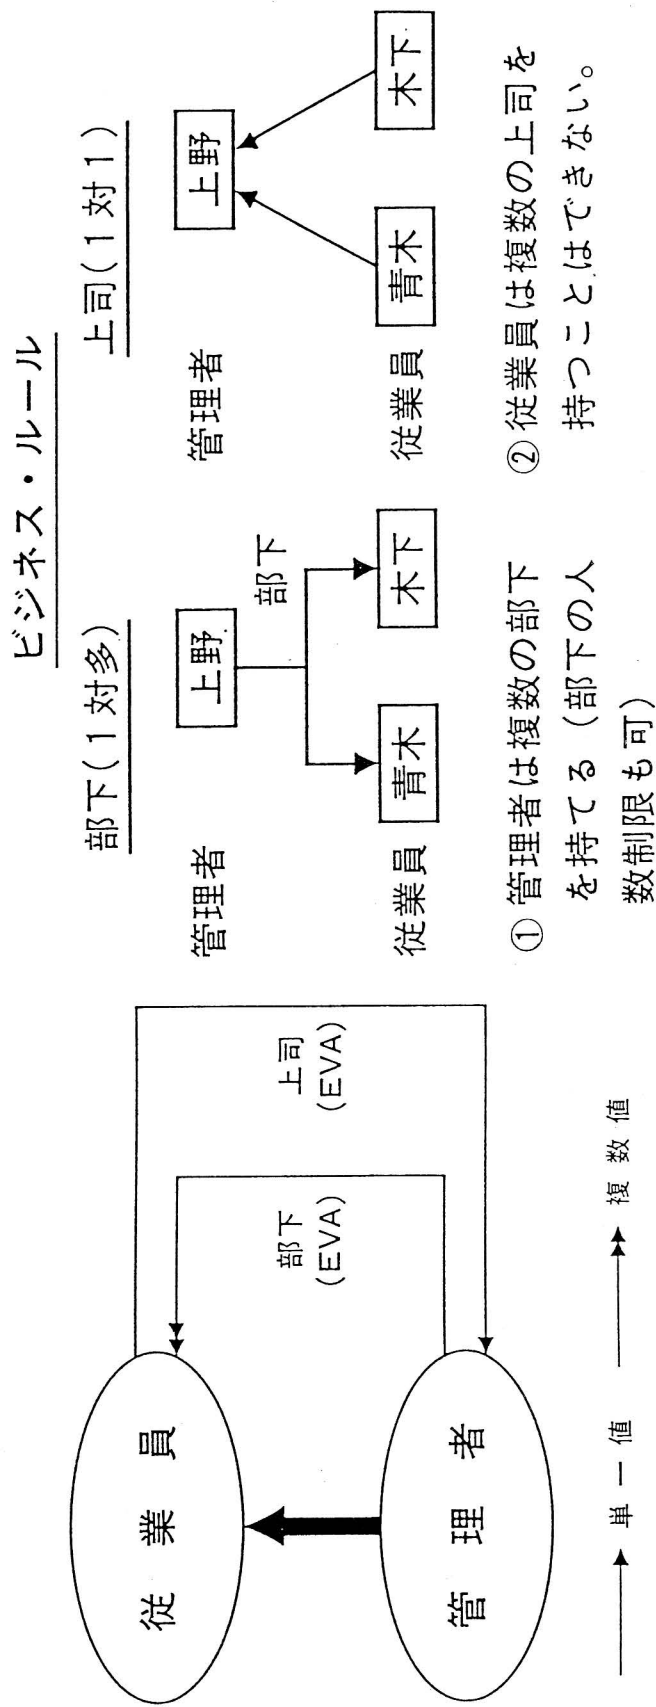 ビジネス・ルール
従業員
管理者
上司
(EVA)
部下
(EVA)
単一値
複数値
部下(1対多)
管理者
上野
部下
従業員
青木
木下
①管理者は複数の部下
を持てる(部下の人
数制限も可)
上司(1対1)
管理者
上野
従業員
青木
木下
②従業員は複数の上司を
持つことはできない。